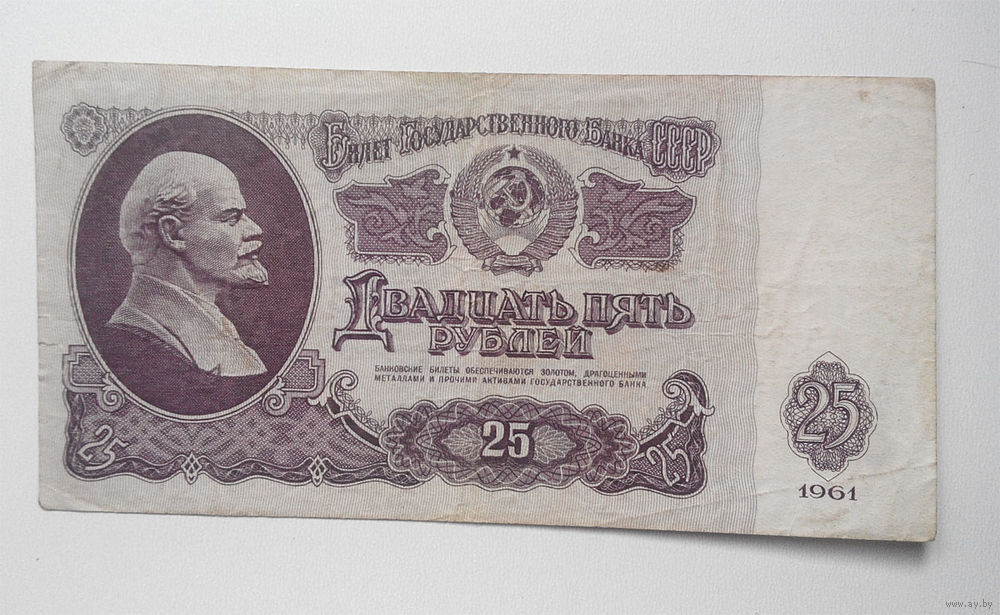 Билет Государственного Банка СССР
Двадцать пять
рублей
БАНКОВСКИЕ БИЛЕТЫ ОБЕСПЕЧИВАЮТСЯ ЗОЛОТОМ, ДРАГОЦЕННЫМИ
МЕТАЛЛАМИ И ПРОЧИМИ АКТИВАМИ ГОСУДАРСТВЕННОГО БАНКА
25
25
25
25
1961
www.ay.by